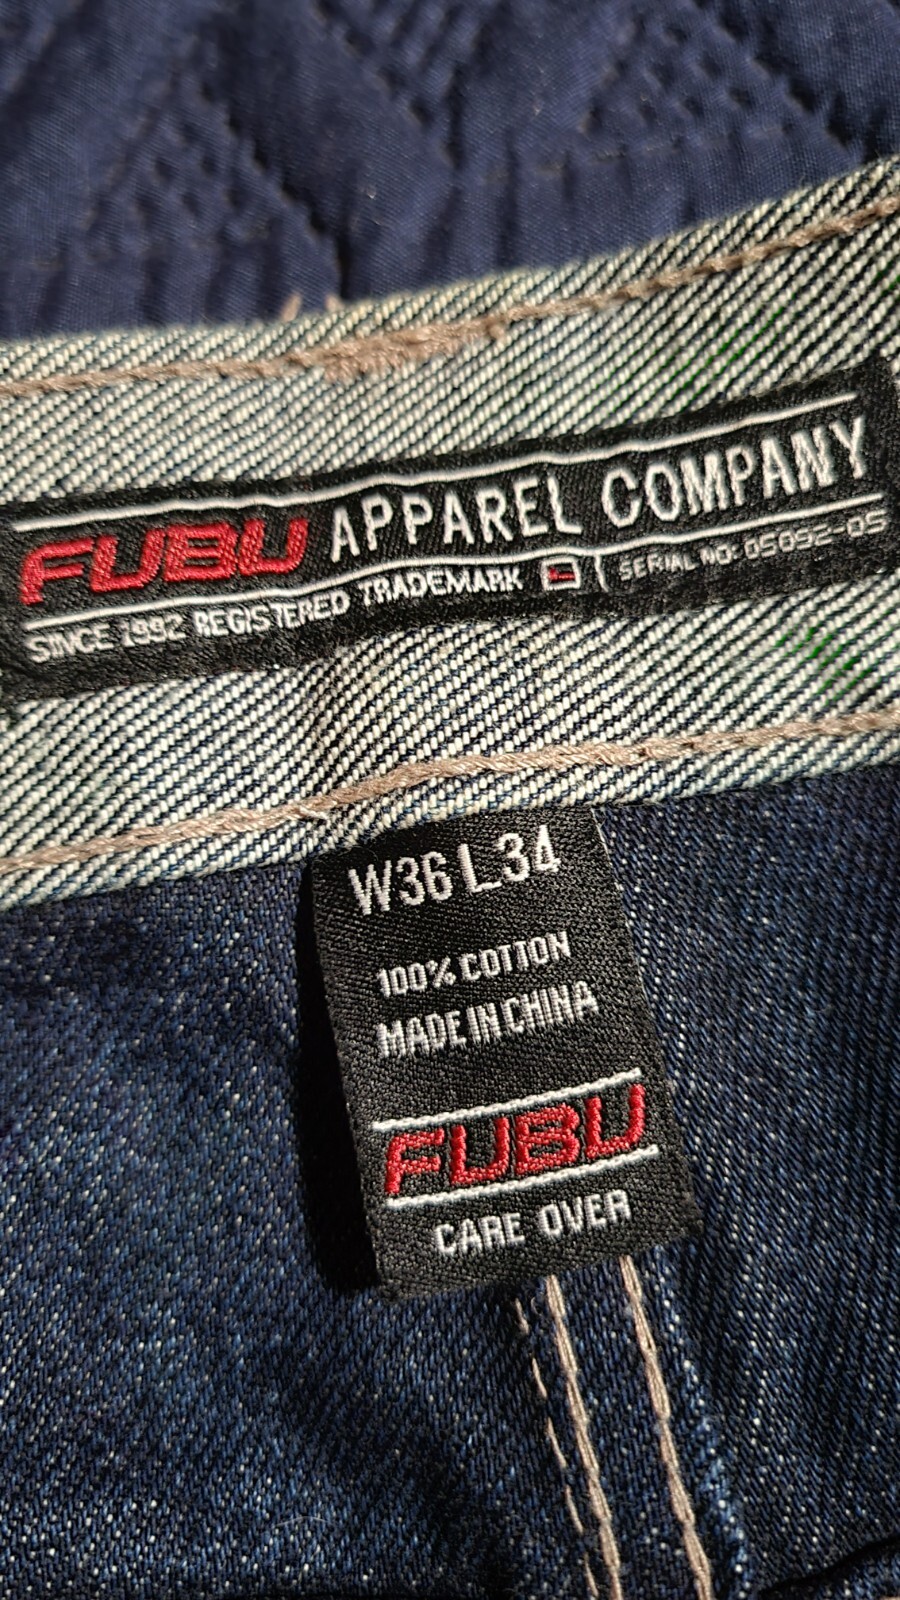 FUBU APPAREL COMPANY
SINCE 1992 REGISTERED TRADEMARK SERIAL NO: 05092-05
W36 L34
100% COTTON
MADE IN CHINA
FUBU
CARE OVER